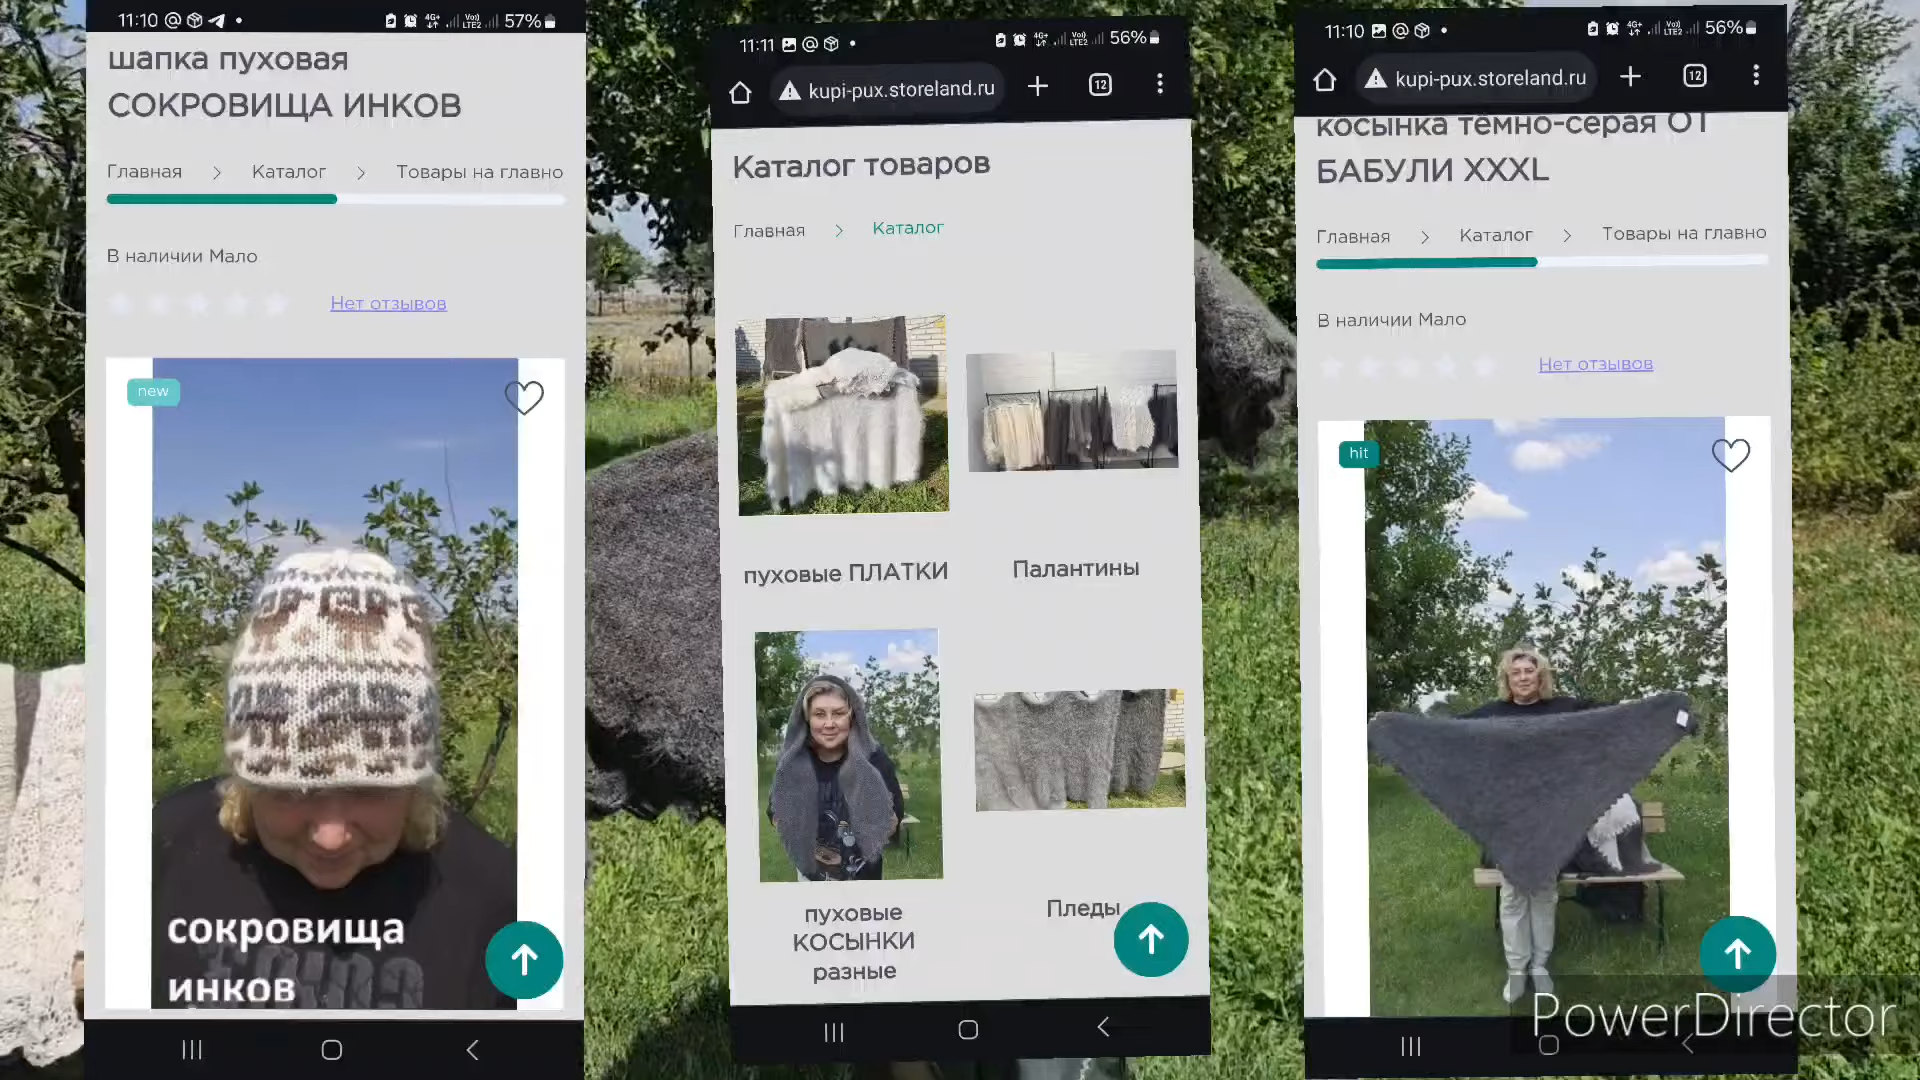 11:10
57%
шапка пуховая
СОКРОВИЩА ИНКОВ
Главная
Каталог
Товары на главно
В наличии Мало
Нет отзывов
new
сокровища
инков
11:11
56%
kupi-pux.storeland.ru
12
Каталог товаров
Главная
Каталог
пуховые ПЛАТКИ
Палантины
пуховые
КОСЫНКИ
разные
Пледы
11:10
56%
kupi-pux.storeland.ru
12
косынка темно-серая ОТ
БАБУЛИ XXXL
Главная
Каталог
Товары на главно
В наличии Мало
Нет отзывов
hit
PowerDirector